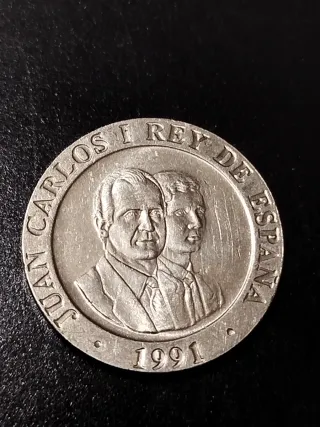 JUAN CARLOS I REY DE ESPAÑA
· 1991 ·